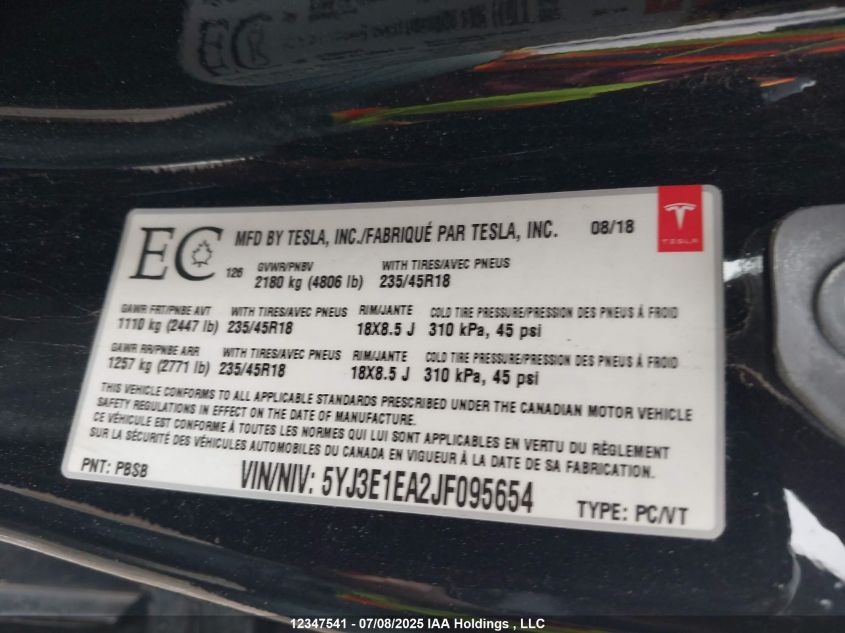 EC 126 MFD BY TESLA, INC./FABRIQUÉ PAR TESLA, INC. 08/18
TESLA
GVWR/PNBV WITH TIRES/AVEC PNEUS
2180 kg (4806 lb) 235/45R18
GAWR FRT/PNBE AVT WITH TIRES/AVEC PNEUS RIM/JANTE COLD TIRE PRESSURE/PRESSION DES PNEUS À FROID
1110 kg (2447 lb) 235/45R18 18X8.5 J 310 kPa, 45 psi
GAWR RR/PNBE ARR WITH TIRES/AVEC PNEUS RIM/JANTE COLD TIRE PRESSURE/PRESSION DES PNEUS À FROID
1257 kg (2771 lb) 235/45R18 18X8.5 J 310 kPa, 45 psi
THIS VEHICLE CONFORMS TO ALL APPLICABLE STANDARDS PRESCRIBED UNDER THE CANADIAN MOTOR VEHICLE
SAFETY REGULATIONS IN EFFECT ON THE DATE OF MANUFACTURE.
CE VÉHICULE EST CONFORME À TOUTES LES NORMES QUI LUI SONT APPLICABLES EN VERTU DU RÈGLEMENT
SUR LA SÉCURITÉ DES VÉHICULES AUTOMOBILES DU CANADA EN VIGUEUR À LA DATE DE SA FABRICATION.
PNT: PBSB VIN/NIV: 5YJ3E1EA2JF095654 TYPE: PC/VT
12347541 - 07/08/2025 IAA Holdings , LLC